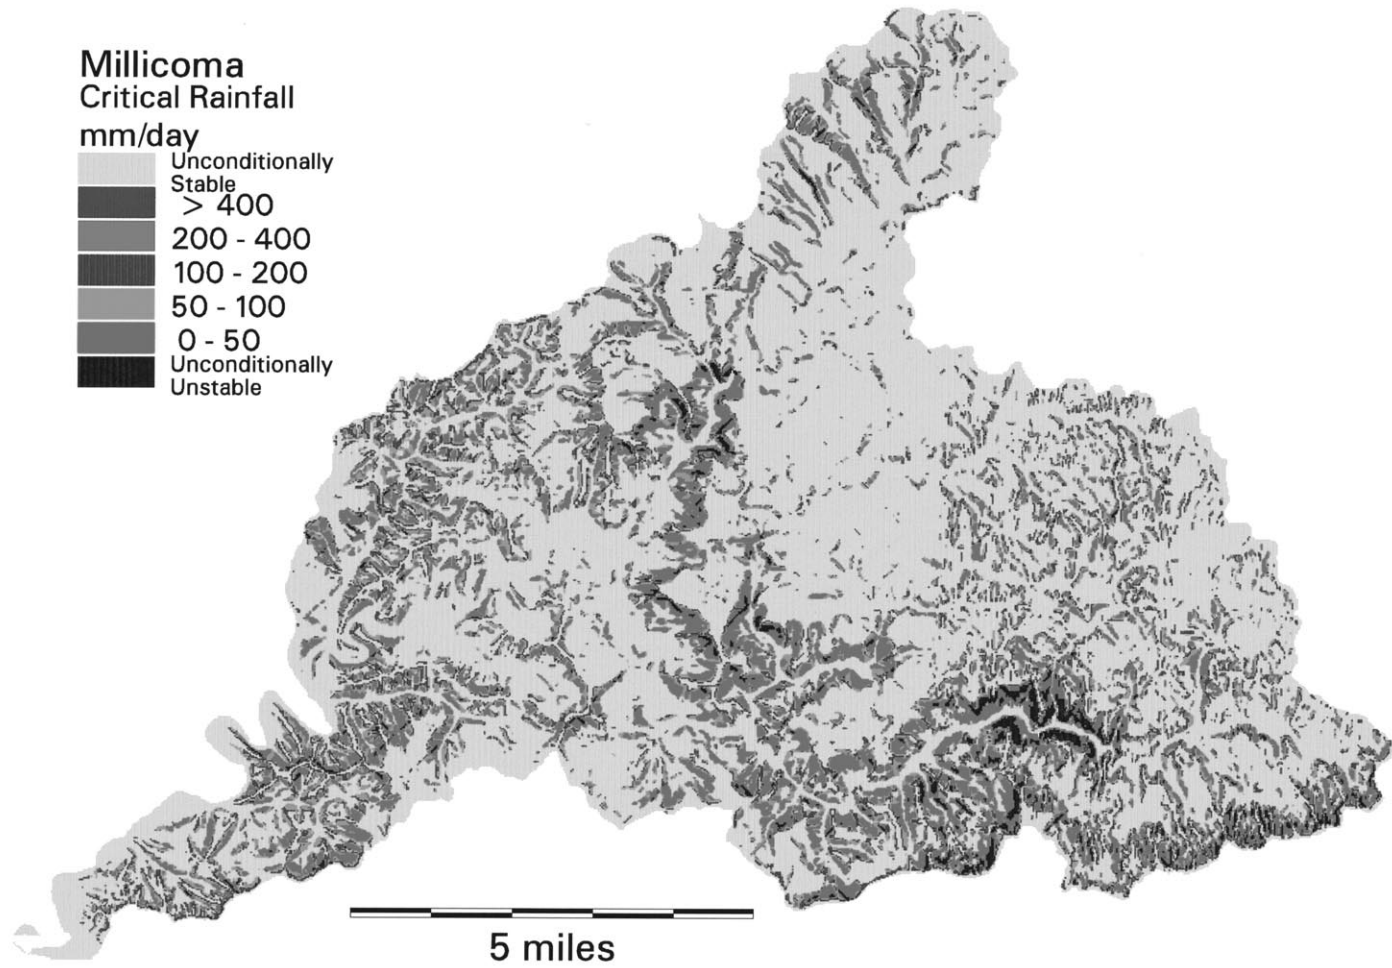 Millicoma
Critical Rainfall
mm/day
Unconditionally
Stable
> 400
200 - 400
100 - 200
50 - 100
0 - 50
Unconditionally
Unstable
5 miles